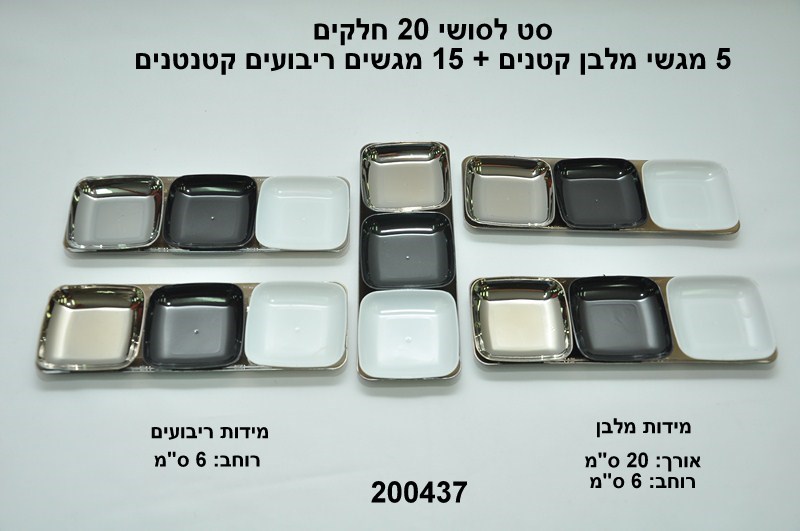 סט לסושי 20 חלקים
5 מגשי מלבן קטנים + 15 מגשים ריבועים קטנטנים
מידות ריבועים
רוחב: 6 ס"מ
מידות מלבן
אורך: 20 ס"מ
רוחב: 6 ס"מ
200437